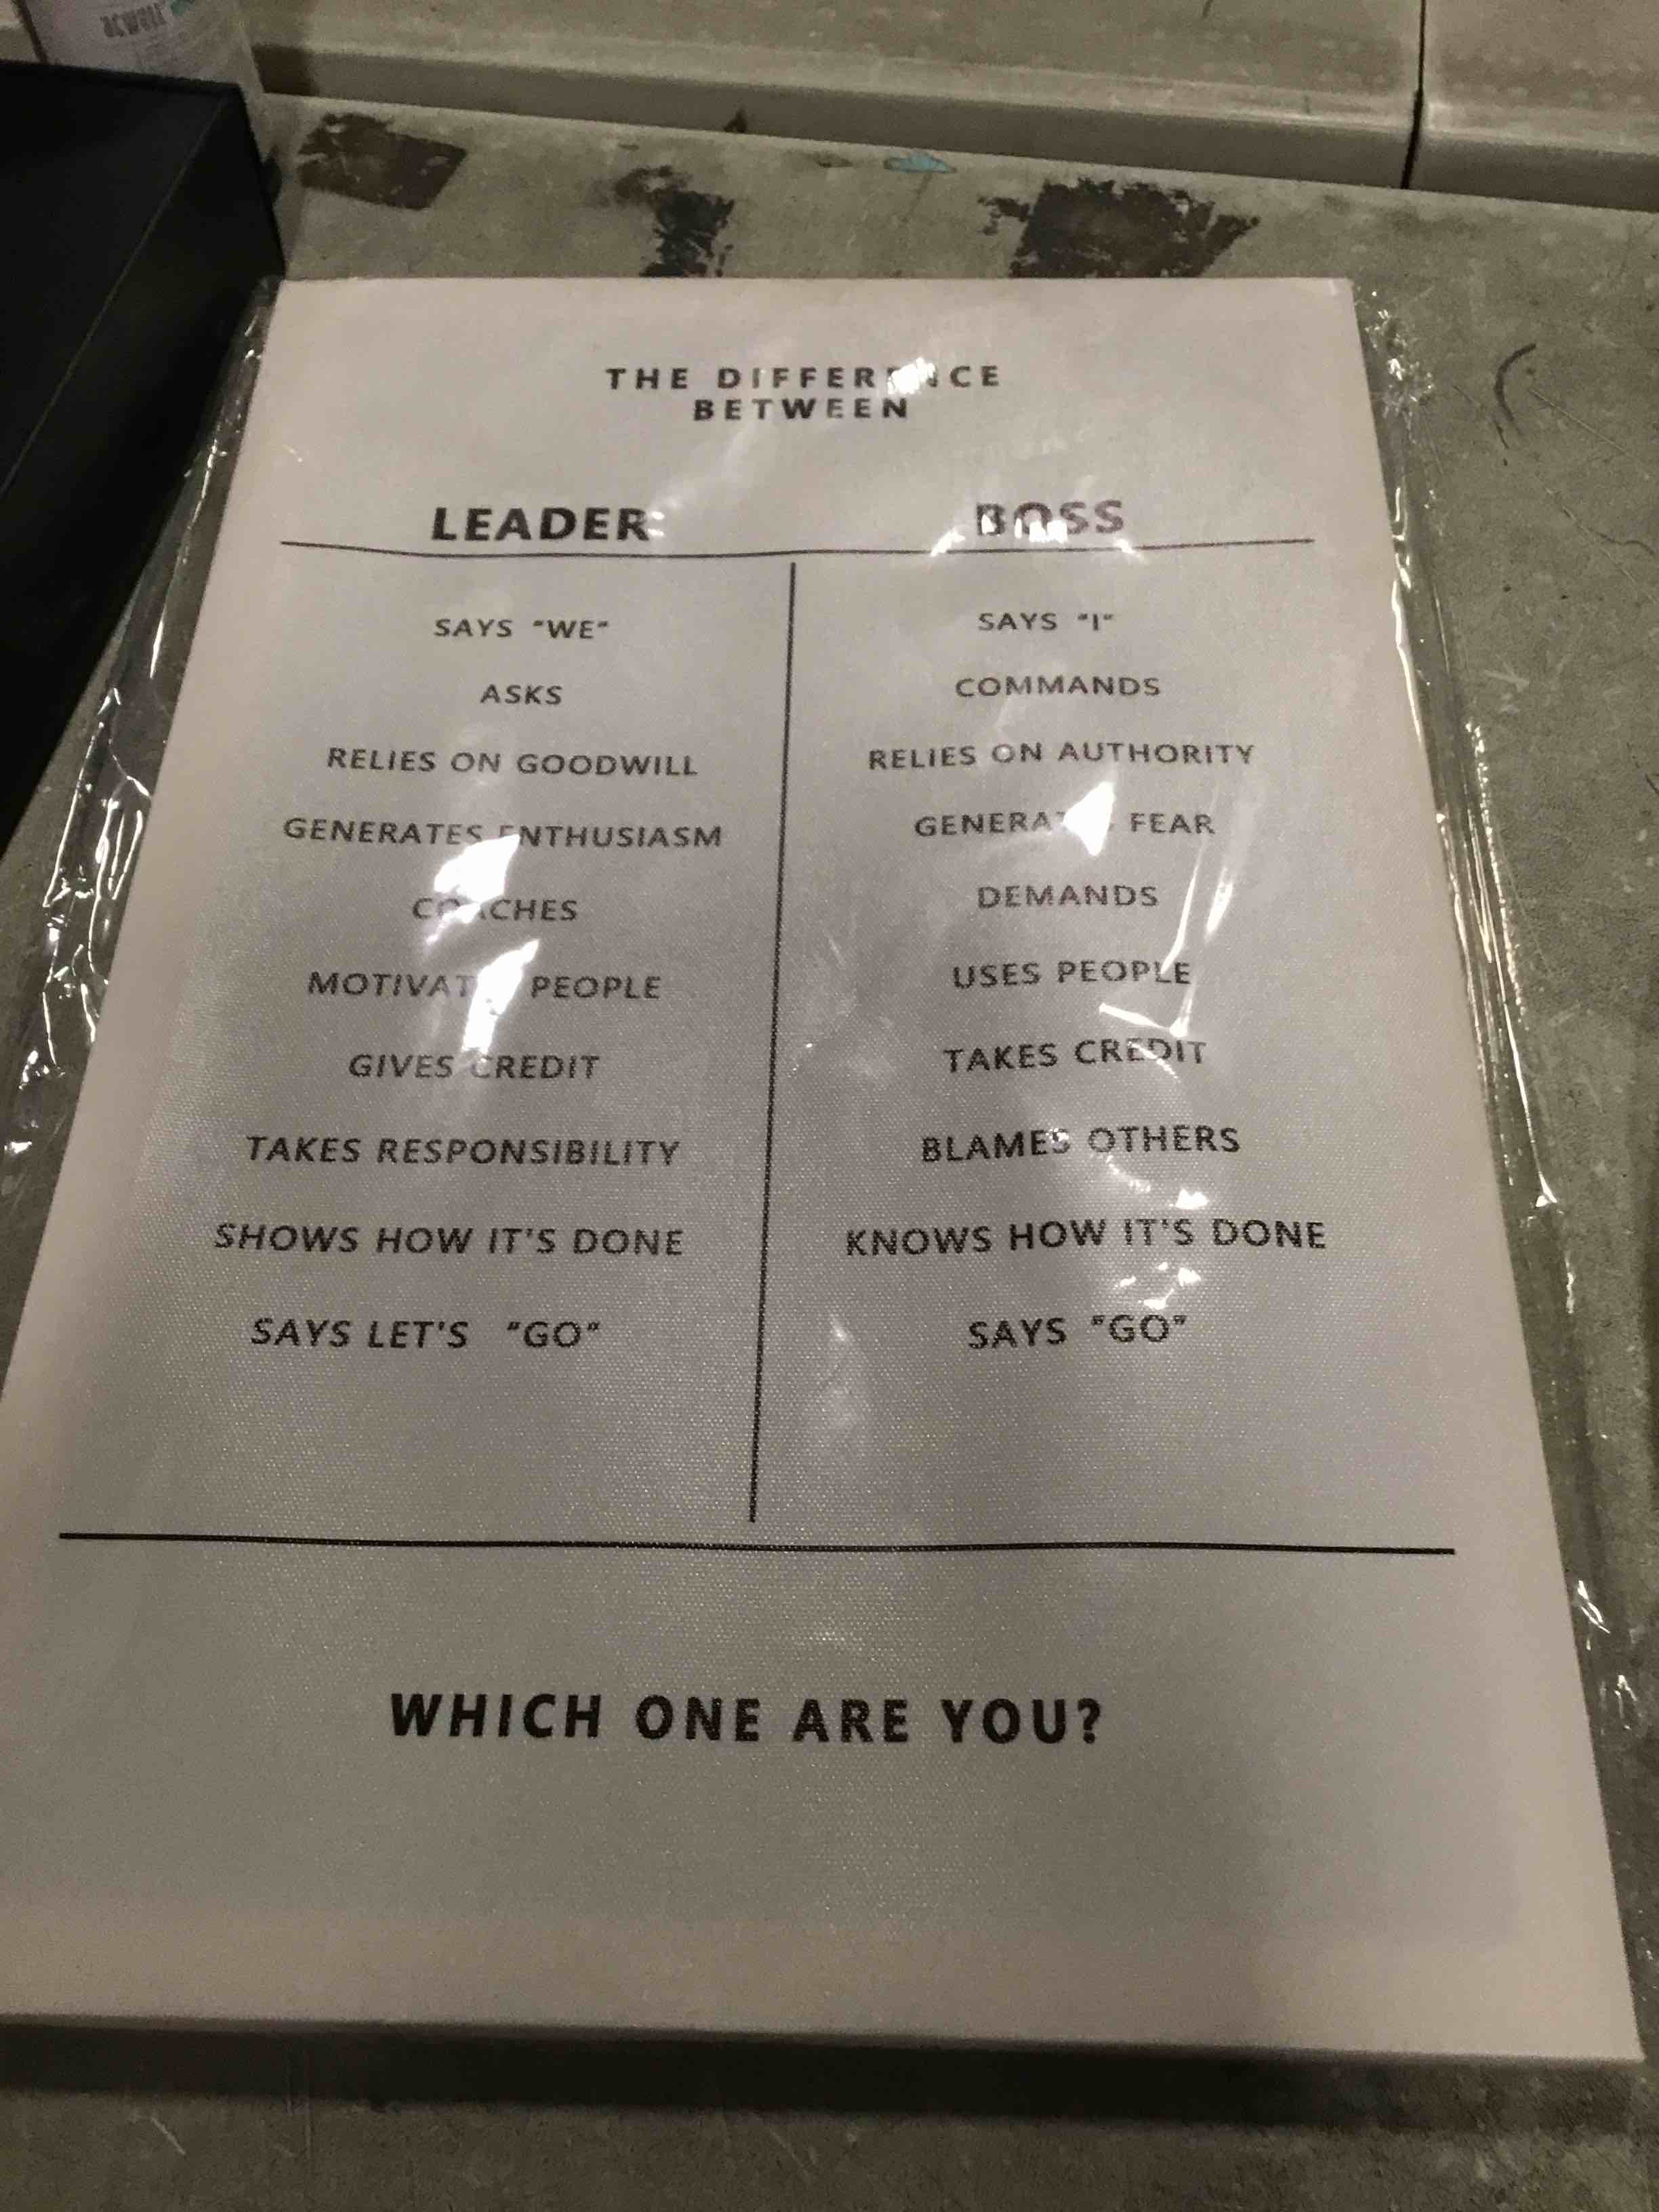 THE DIFFERENCE
BETWEEN
LEADER BOSS
SAYS "WE" SAYS "I"
ASKS COMMANDS
RELIES ON GOODWILL RELIES ON AUTHORITY
GENERATES ENTHUSIASM GENERATES FEAR
COACHES DEMANDS
MOTIVATES PEOPLE USES PEOPLE
GIVES CREDIT TAKES CREDIT
TAKES RESPONSIBILITY BLAMES OTHERS
SHOWS HOW IT'S DONE KNOWS HOW IT'S DONE
SAYS LET'S "GO" SAYS "GO"
WHICH ONE ARE YOU?